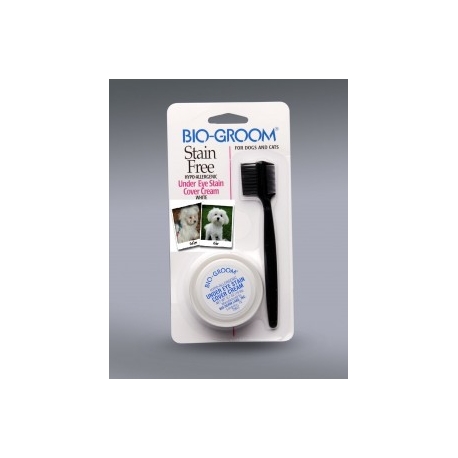 BIO-GROOM®
FOR DOGS AND CATS
Stain
Free
HYPO-ALLERGENIC
Under Eye Stain
Cover Cream
WHITE
BIO-GROOM®
UNDER EYE STAIN
COVER CREAM